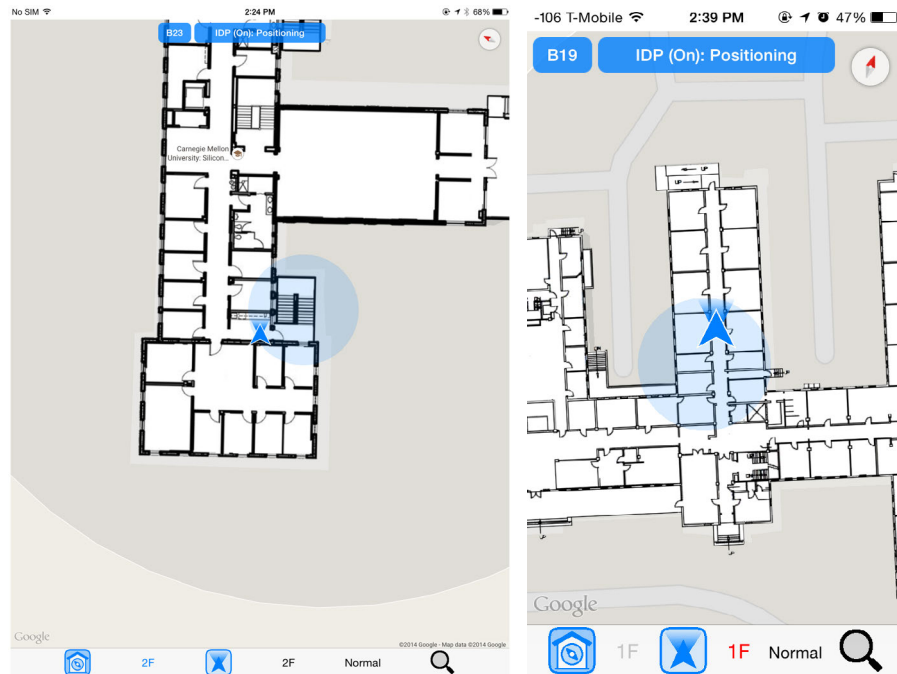 No SIM
2:24 PM
68%
B23
IDP (On): Positioning
Carnegie Mellon
University: Silicon...
Google
©2014 Google - Map data ©2014 Google
2F
2F
Normal
-106 T-Mobile
2:39 PM
47%
B19
IDP (On): Positioning
UP
UP
Google
1F
1F
Normal